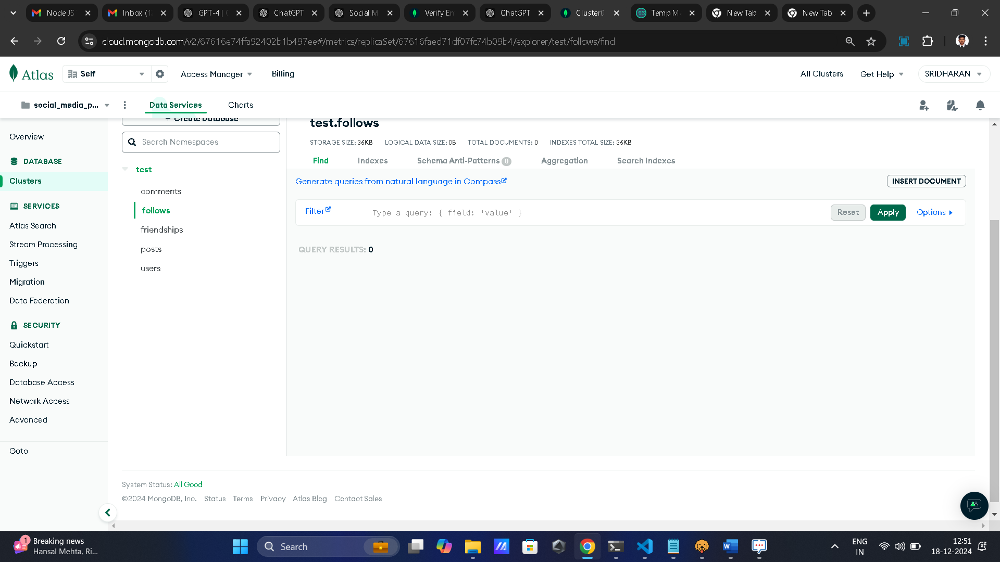 Node JS
Inbox (1
GPT-4 | (
ChatGPT
Social M
Verify En
ChatGPT
Cluster0
Temp M
New Tab
New Tab
cloud.mongodb.com/v2/67616e74ffa92402b1b497ee#/metrics/replicaSet/67616faed71df07fc74b09b4/explorer/test/follows/find
Atlas
Self
Access Manager
Billing
All Clusters
Get Help
SRIDHARAN
social_media_p...
Data Services
Charts
Overview
DATABASE
Clusters
SERVICES
Atlas Search
Stream Processing
Triggers
Migration
Data Federation
SECURITY
Quickstart
Backup
Database Access
Network Access
Advanced
Goto
+ Create Database
Search Namespaces
test
comments
follows
friendships
posts
users
test.follows
STORAGE SIZE: 36KB LOGICAL DATA SIZE: 0B TOTAL DOCUMENTS: 0 INDEXES TOTAL SIZE: 36KB
Find Indexes Schema Anti-Patterns 0 Aggregation Search Indexes
Generate queries from natural language in Compass
INSERT DOCUMENT
Filter
Type a query: { field: 'value' }
Reset
Apply
Options
QUERY RESULTS: 0
System Status: All Good
©2024 MongoDB, Inc. Status Terms Privacy Atlas Blog Contact Sales
1
Breaking news
Hansal Mehta, Ri...
Search
ENG
IN
12:51
18-12-2024